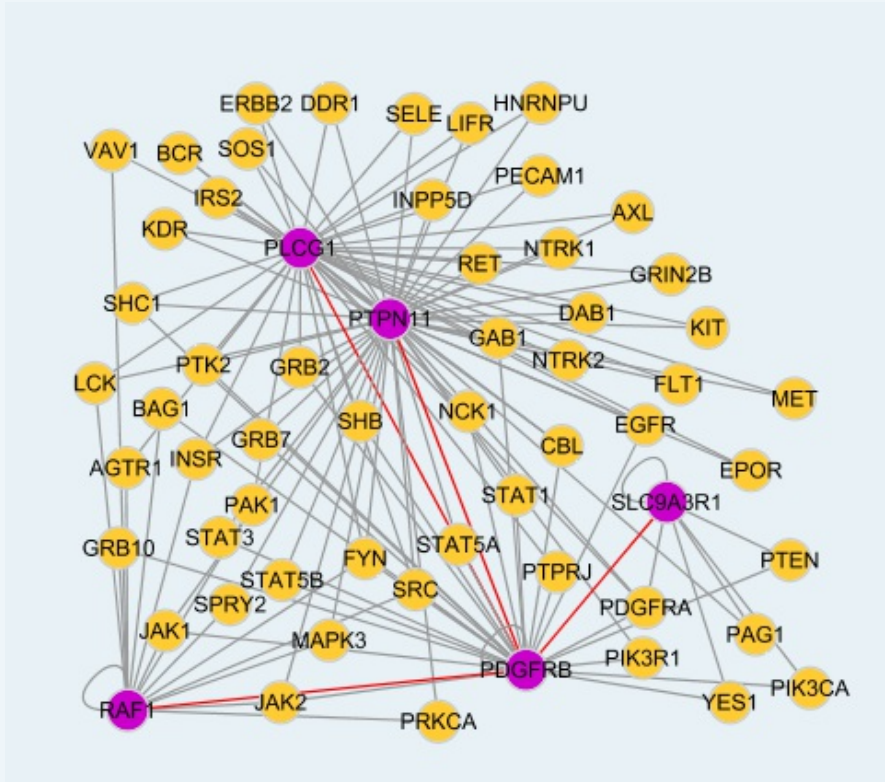 ERBB2
DDR1
SELE
LIFR
HNRNPU
VAV1
BCR
SOS1
PECAM1
IRS2
INPP5D
AXL
KDR
PLCG1
RET
NTRK1
GRIN2B
SHC1
PTPN11
DAB1
KIT
GAB1
NTRK2
PTK2
GRB2
LCK
FLT1
MET
BAG1
SHB
NCK1
EGFR
GRB7
CBL
AGTR1
INSR
EPOR
STAT1
SLC9A3R1
PAK1
GRB10
STAT3
STAT5A
FYN
PTEN
STAT5B
PTPRJ
SRC
SPRY2
PDGFRA
JAK1
MAPK3
PAG1
PIK3R1
PDGFRB
PIK3CA
RAF1
JAK2
YES1
PRKCA